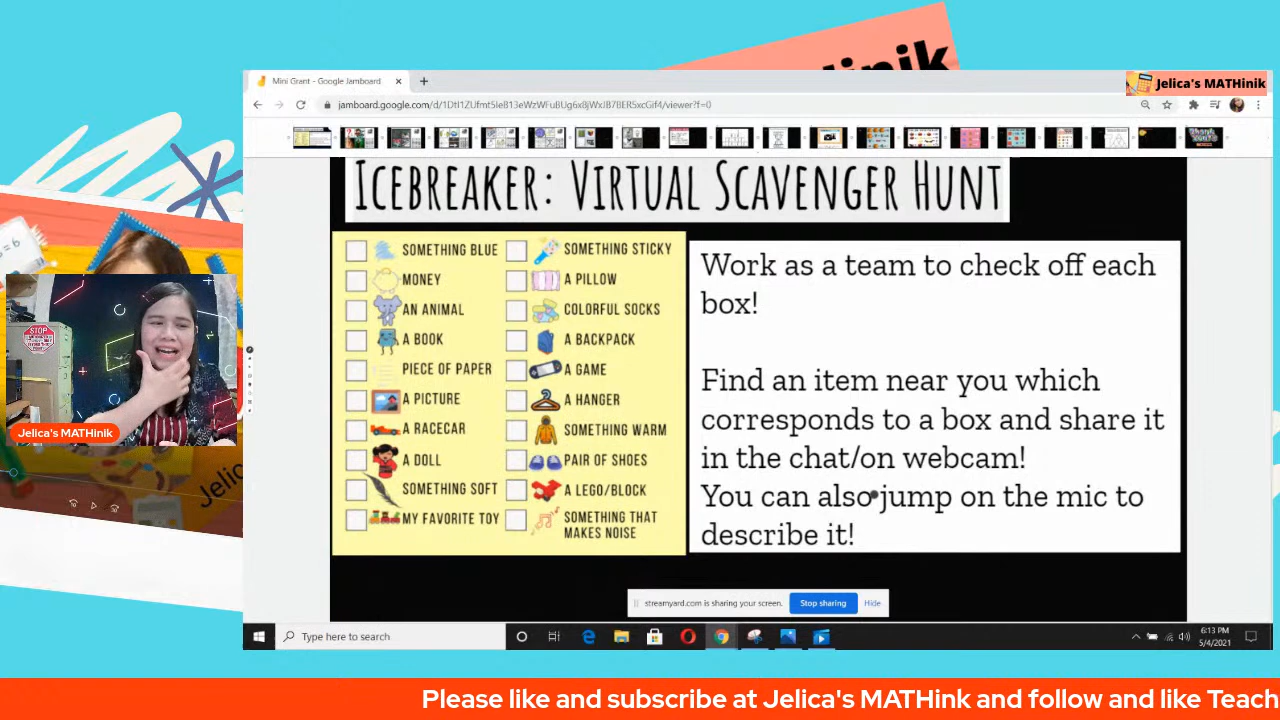 inik
Mini Grant - Google Jamboard
Jelica's MATHinik
jamboard.google.com/d/1DtI1ZUfmt5IeB13eWzWFuBUg6x8jWxJB7BER5xcGif4/viewer?f=0
ICEBREAKER: VIRTUAL SCAVENGER HUNT
SOMETHING BLUE
MONEY
AN ANIMAL
A BOOK
PIECE OF PAPER
A PICTURE
A RACECAR
A DOLL
SOMETHING SOFT
MY FAVORITE TOY
SOMETHING STICKY
A PILLOW
COLORFUL SOCKS
A BACKPACK
A GAME
A HANGER
SOMETHING WARM
PAIR OF SHOES
A LEGO/BLOCK
SOMETHING THAT
MAKES NOISE
Work as a team to check off each
box!
Find an item near you which
corresponds to a box and share it
in the chat/on webcam!
You can also jump on the mic to
describe it!
STOP
Jelica's MATHinik
Jelic
streamyard.com is sharing your screen.
Stop sharing
Hide
Type here to search
6:13 PM
5/4/2021
Please like and subscribe at Jelica's MATHink and follow and like Teach